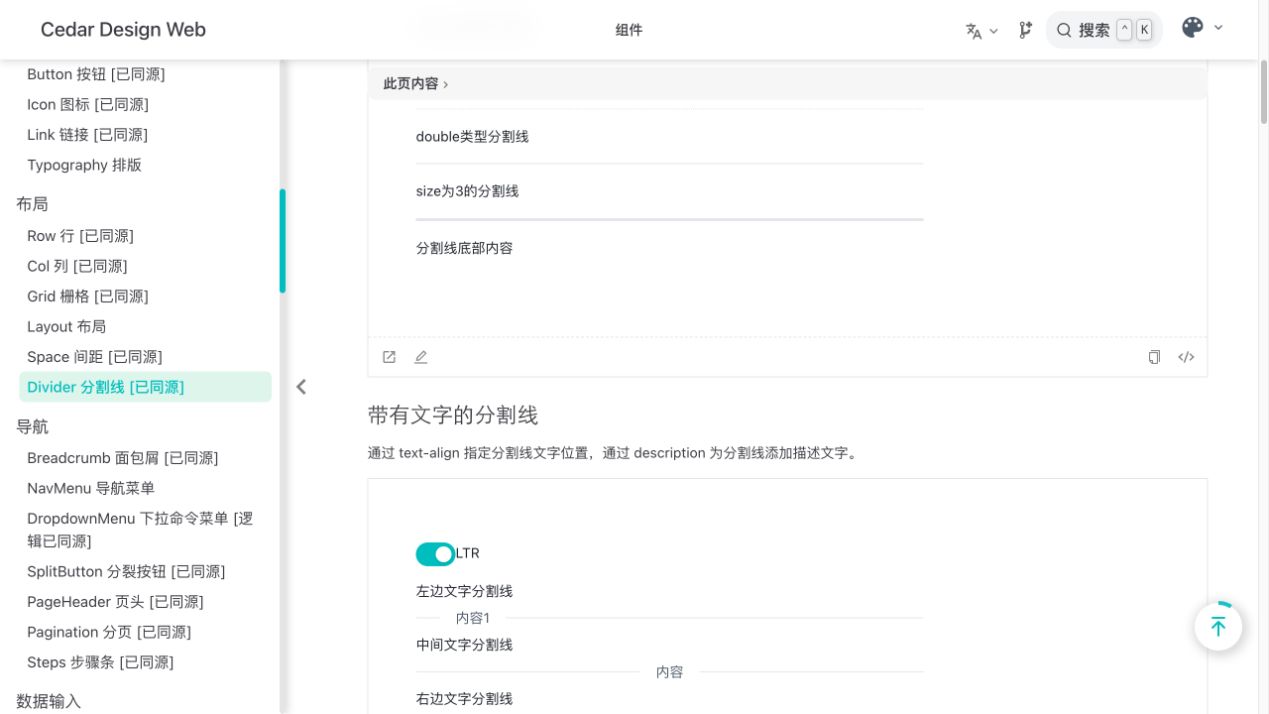 Cedar Design Web
组件
搜索 ^ K
Button 按钮 [已同源]
Icon 图标 [已同源]
Link 链接 [已同源]
Typography 排版
布局
Row 行 [已同源]
Col 列 [已同源]
Grid 栅格 [已同源]
Layout 布局
Space 间距 [已同源]
Divider 分割线 [已同源]
导航
Breadcrumb 面包屑 [已同源]
NavMenu 导航菜单
DropdownMenu 下拉命令菜单 [逻
辑已同源]
SplitButton 分裂按钮 [已同源]
PageHeader 页头 [已同源]
Pagination 分页 [已同源]
Steps 步骤条 [已同源]
数据输入
此页内容 ›
double类型分割线
size为3的分割线
分割线底部内容
带有文字的分割线
通过 text-align 指定分割线文字位置，通过 description 为分割线添加描述文字。
LTR
左边文字分割线
内容1
中间文字分割线
内容
右边文字分割线